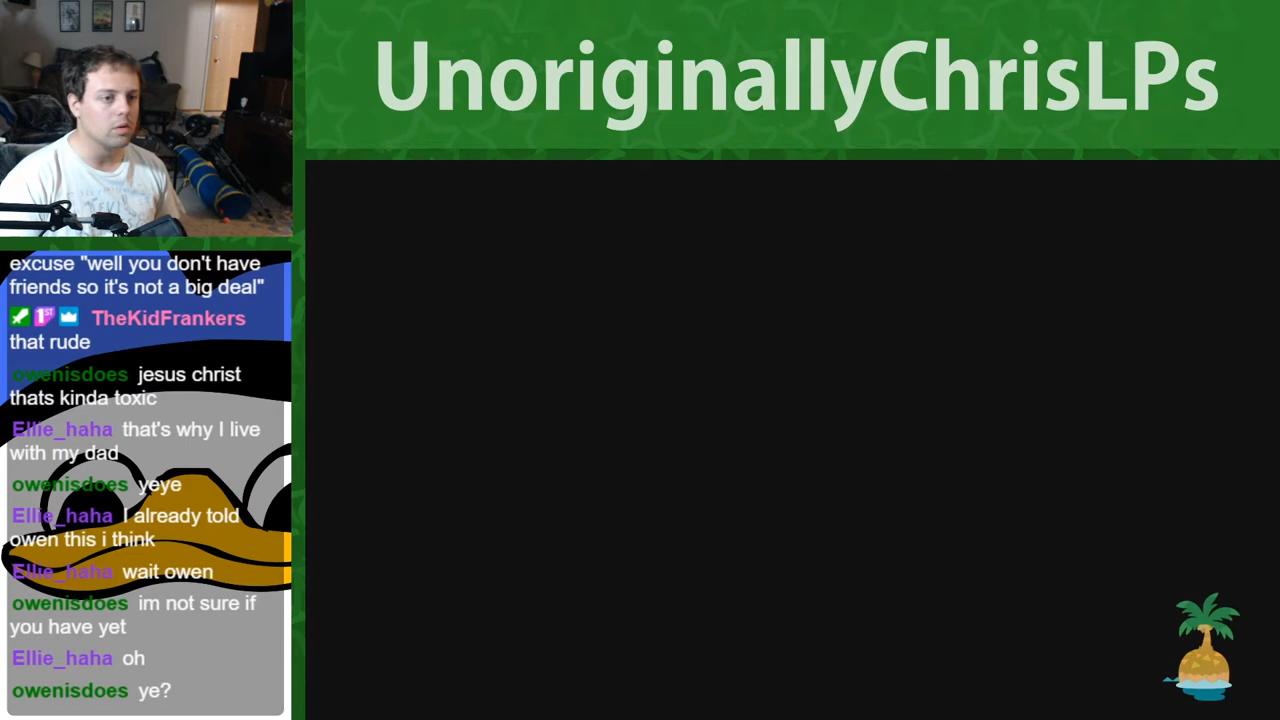 UnoriginallyChrisLPs
excuse "well you don't have
friends so it's not a big deal"
1ST TheKidFrankers
that rude
owenisdoes jesus christ
thats kinda toxic
Ellie_haha that's why I live
with my dad
owenisdoes yeye
Ellie_haha I already told
owen this i think
Ellie_haha wait owen
owenisdoes im not sure if
you have yet
Ellie_haha oh
owenisdoes ye?